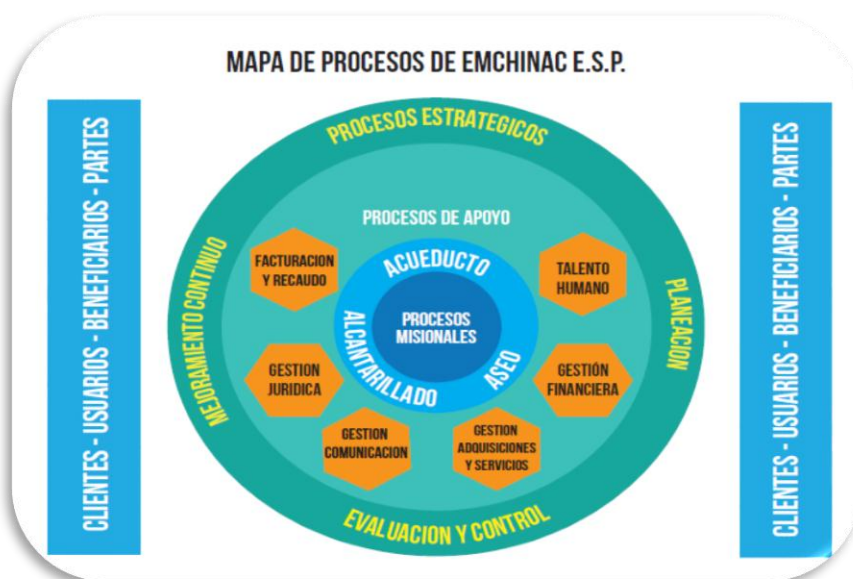 MAPA DE PROCESOS DE EMCHINAC E.S.P.
CLIENTES - USUARIOS - BENEFICIARIOS - PARTES
PROCESOS ESTRATEGICOS
MEJORAMIENTO CONTINUO
PLANEACION
EVALUACION Y CONTROL
PROCESOS DE APOYO
FACTURACION
Y RECAUDO
TALENTO
HUMANO
GESTION
JURIDICA
GESTIÓN
FINANCIERA
GESTION
COMUNICACION
GESTION
ADQUISICIONES
Y SERVICIOS
ACUEDUCTO
ALCANTARILLADO
ASEO
PROCESOS
MISIONALES
CLIENTES - USUARIOS - BENEFICIARIOS - PARTES